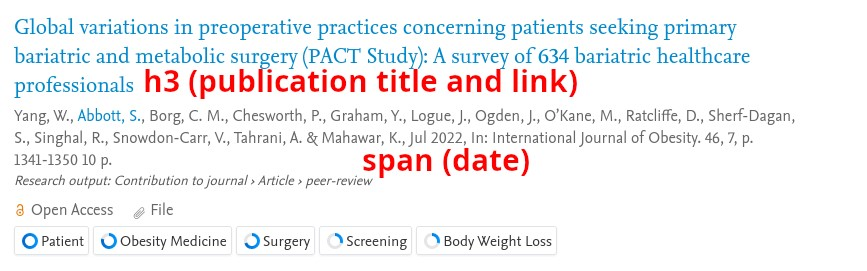 Global variations in preoperative practices concerning patients seeking primary
bariatric and metabolic surgery (PACT Study): A survey of 634 bariatric healthcare
professionals h3 (publication title and link)
Yang, W., Abbott, S., Borg, C. M., Chesworth, P., Graham, Y., Logue, J., Ogden, J., O'Kane, M., Ratcliffe, D., Sherf-Dagan,
S., Singhal, R., Snowdon-Carr, V., Tahrani, A. & Mahawar, K., Jul 2022, In: International Journal of Obesity. 46, 7, p.
1341-1350 10 p.
span (date)
Research output: Contribution to journal › Article › peer-review
Open Access File
Patient Obesity Medicine Surgery Screening Body Weight Loss